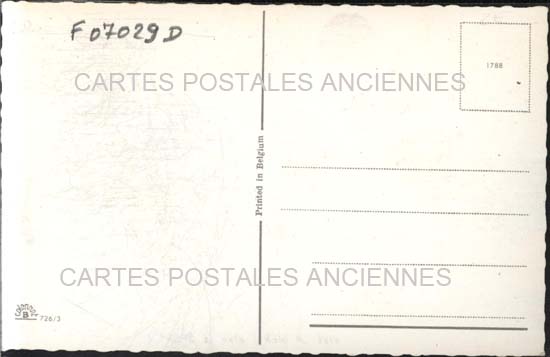 F07029D
CARTES POSTALES ANCIENNES
1788
Printed in Belgium
CARTES POSTALES ANCIENNES
B
726/3